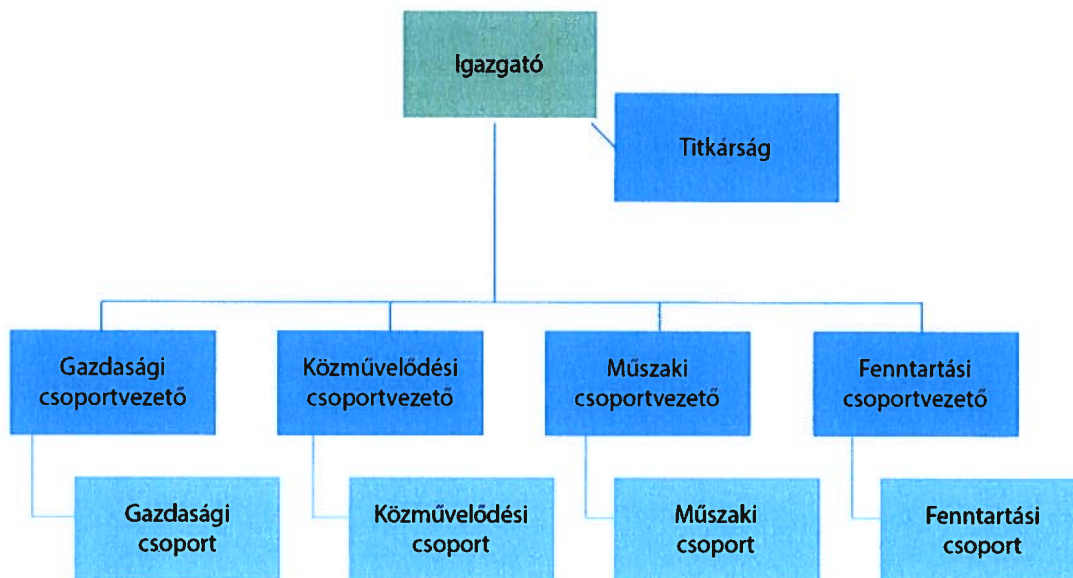 Igazgató
Titkárság
Gazdasági
csoportvezető
Közművelődési
csoportvezető
Műszaki
csoportvezető
Fenntartási
csoportvezető
Gazdasági
csoport
Közművelődési
csoport
Műszaki
csoport
Fenntartási
csoport